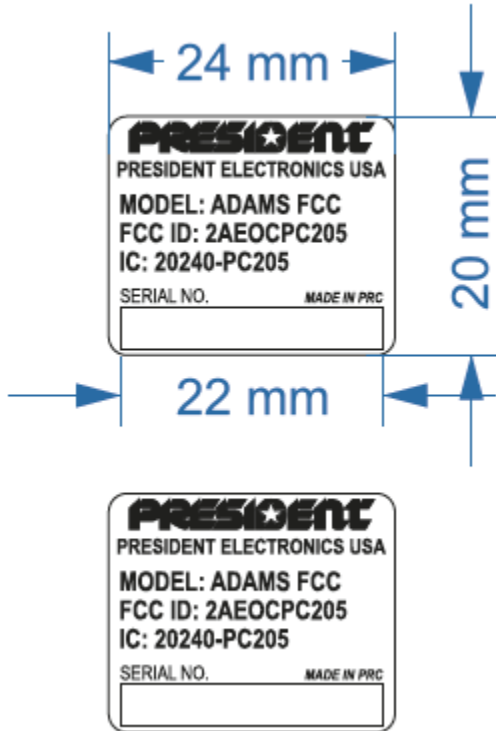 24 mm
PRESIDENT
PRESIDENT ELECTRONICS USA
MODEL: ADAMS FCC
FCC ID: 2AEOCPC205
IC: 20240-PC205
SERIAL NO. MADE IN PRC
20 mm
22 mm
PRESIDENT
PRESIDENT ELECTRONICS USA
MODEL: ADAMS FCC
FCC ID: 2AEOCPC205
IC: 20240-PC205
SERIAL NO. MADE IN PRC